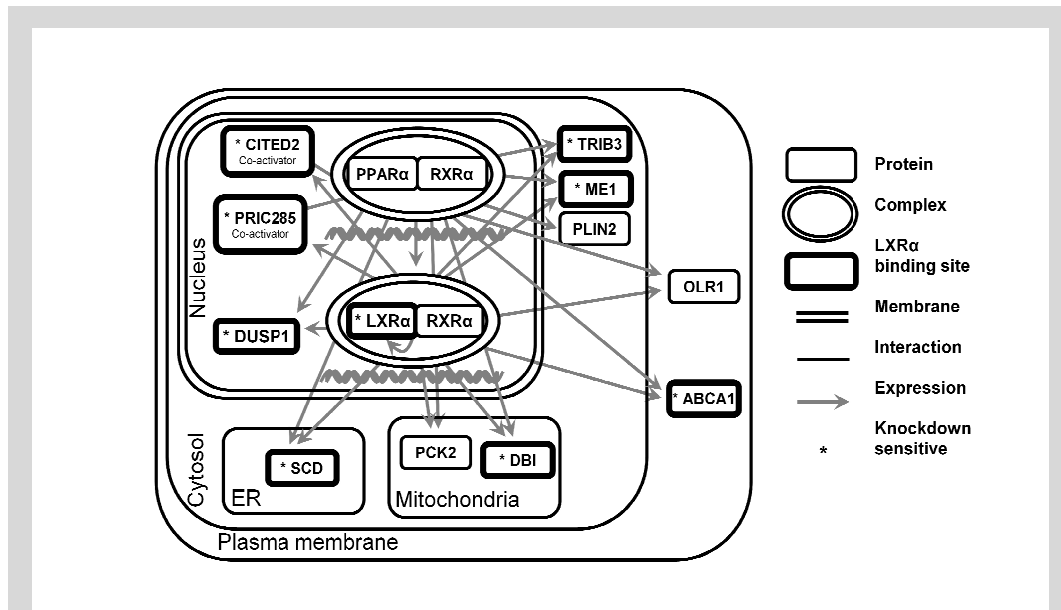 * CITED2
Co-activator
PPARα
RXRα
* TRIB3
* ME1
PLIN2
* PRIC285
Co-activator
Nucleus
OLR1
* LXRα
RXRα
* DUSP1
* ABCA1
Cytosol
* SCD
ER
PCK2
* DBI
Mitochondria
Plasma membrane
Protein
Complex
LXRα
binding site
Membrane
Interaction
Expression
* Knockdown
sensitive